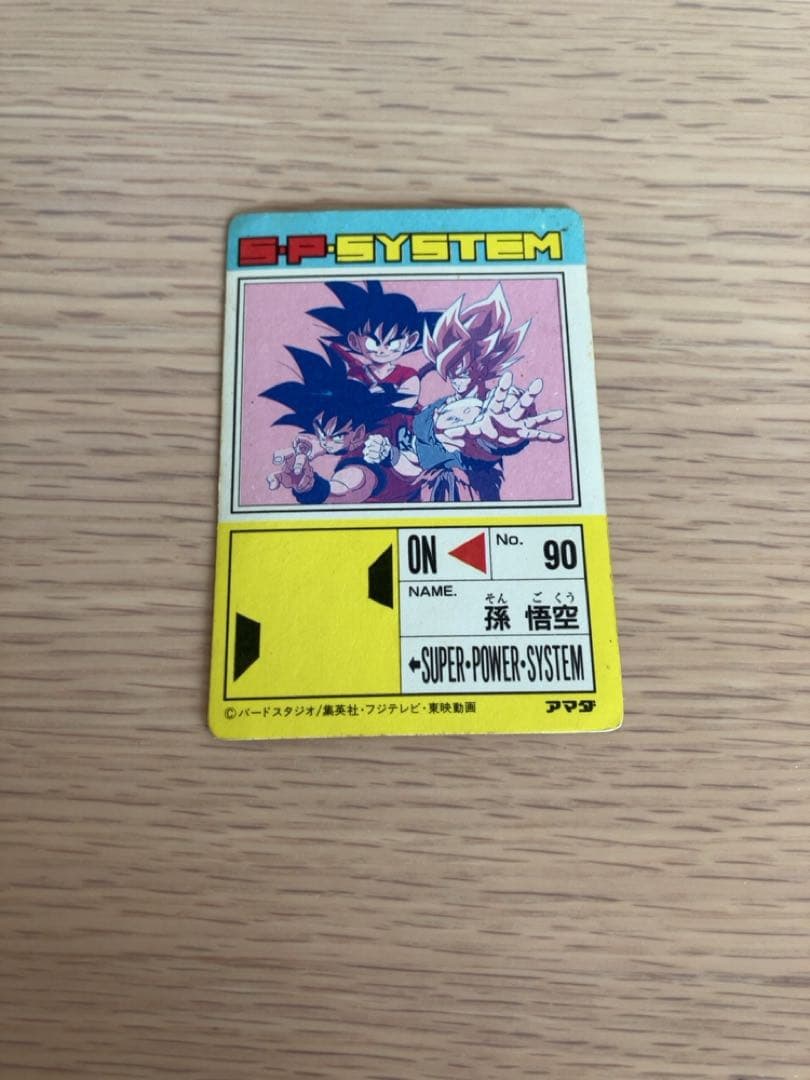 S·P·SYSTEM
ON
No. 90
NAME.
そん ご くう
孫 悟空
←SUPER・POWER・SYSTEM
©バードスタジオ/集英社・フジテレビ・東映動画
アマダ